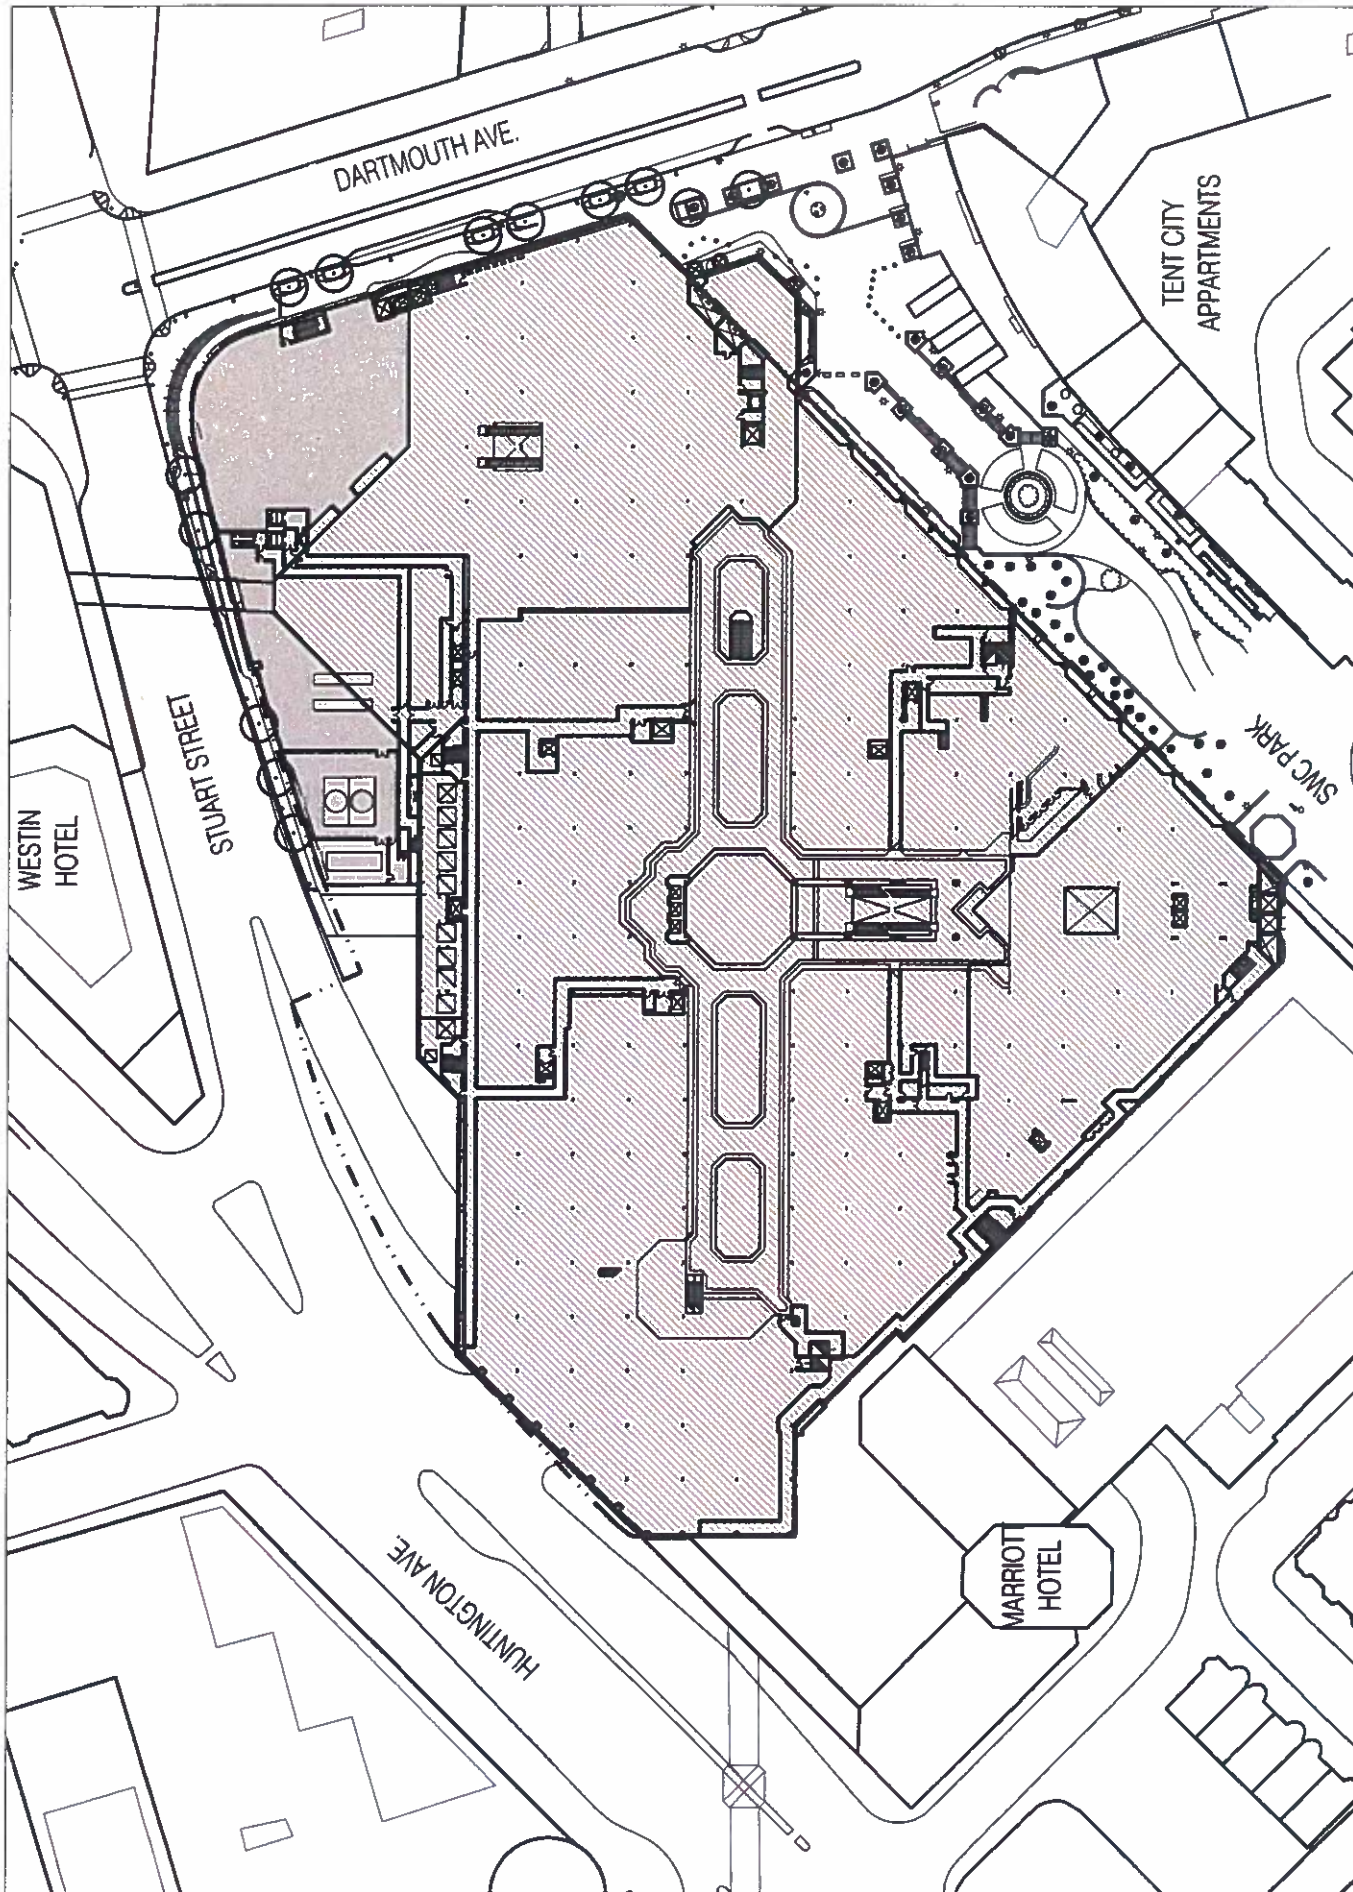 DARTMOUTH AVE.
WESTIN
HOTEL
STUART STREET
TENT CITY
APPARTMENTS
SWC PARK
HUNTINGTON AVE.
MARRIOTT
HOTEL